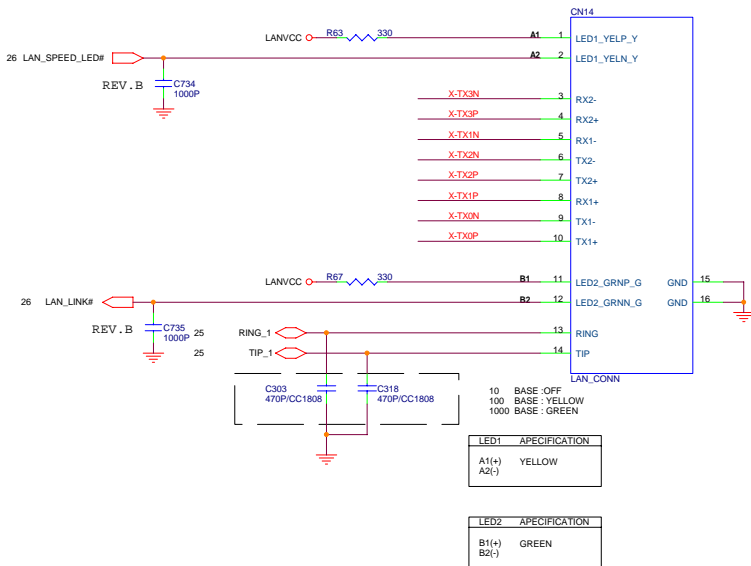 CN14
LANVCC R63 330 A1 1 LED1_YELP_Y
26 LAN_SPEED_LED# A2 2 LED1_YELN_Y
REV.B C734
1000P
X-TX3N 3 RX2-
X-TX3P 4 RX2+
X-TX1N 5 RX1-
X-TX2N 6 TX2-
X-TX2P 7 TX2+
X-TX1P 8 RX1+
X-TX0N 9 TX1-
X-TX0P 10 TX1+
LANVCC R67 330 B1 11 LED2_GRNP_G GND 15
26 LAN_LINK# B2 12 LED2_GRNN_G GND 16
REV.B C735
1000P
25 RING_1 13 RING
25 TIP_1 14 TIP
LAN_CONN
C303 C318
470P/CC1808 470P/CC1808
10 BASE :OFF
100 BASE : YELLOW
1000 BASE : GREEN
LED1 APECIFICATION
A1(+) YELLOW
A2(-)
LED2 APECIFICATION
B1(+) GREEN
B2(-)